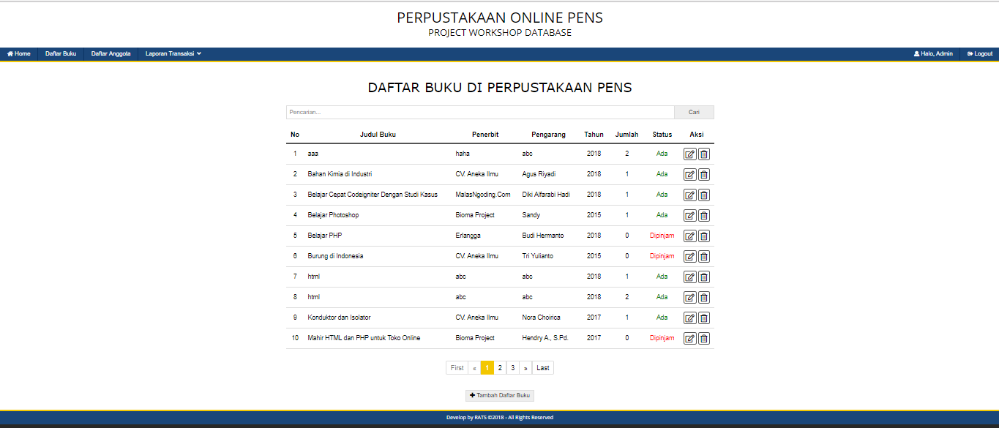 PERPUSTAKAAN ONLINE PENS
PROJECT WORKSHOP DATABASE
Home Daftar Buku Daftar Anggota Laporan Transaksi Halo, Admin Logout
DAFTAR BUKU DI PERPUSTAKAAN PENS
Pencarian... Cari
No Judul Buku Penerbit Pengarang Tahun Jumlah Status Aksi
1 aaa haha abc 2018 2 Ada
2 Bahan Kimia di Industri CV. Aneka Ilmu Agus Riyadi 2018 1 Ada
3 Belajar Cepat Codeigniter Dengan Studi Kasus MalasNgoding.Com Diki Alfarabi Hadi 2018 1 Ada
4 Belajar Photoshop Bioma Project Sandy 2015 1 Ada
5 Belajar PHP Erlangga Budi Hermanto 2018 0 Dipinjam
6 Burung di Indonesia CV. Aneka Ilmu Tri Yulianto 2015 0 Dipinjam
7 html abc abc 2018 1 Ada
8 html abc abc 2018 2 Ada
9 Konduktor dan Isolator CV. Aneka Ilmu Nora Choirica 2017 1 Ada
10 Mahir HTML dan PHP untuk Toko Online Bioma Project Hendry A., S.Pd. 2017 0 Dipinjam
First « 1 2 3 » Last
Tambah Daftar Buku
Develop by RATS ©2018 - All Rights Reserved